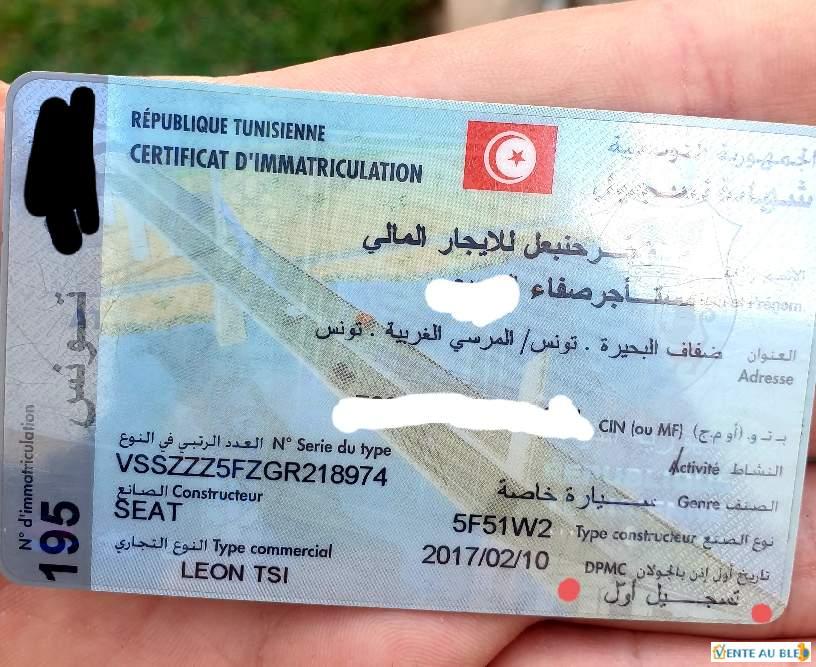 RÉPUBLIQUE TUNISIENNE
CERTIFICAT D'IMMATRICULATION
الجمهورية التونسية
حنبعل للايجار المالي
صفاء
ضفاف البحيرة . تونس/ المرسي الغربية . تونس
العنوان
Adresse
CIN (ou MF) ب.ت.و. (أو م.ج)
العدد الرتبي في النوع N° Serie du type
VSSZZZ5FZGR218974
النشاط Activité
الصانع Constructeur
SEAT
سيارة خاصة Genre الصنف
5F51W2 Type constructeur نوع الصنع
النوع التجاري Type commercial
LEON TSI
2017/02/10 DPMC تاريخ أول إذن بالجولان
تسجيل أول
N° d'immatriculation
195
تونس
VENTE AU BLED